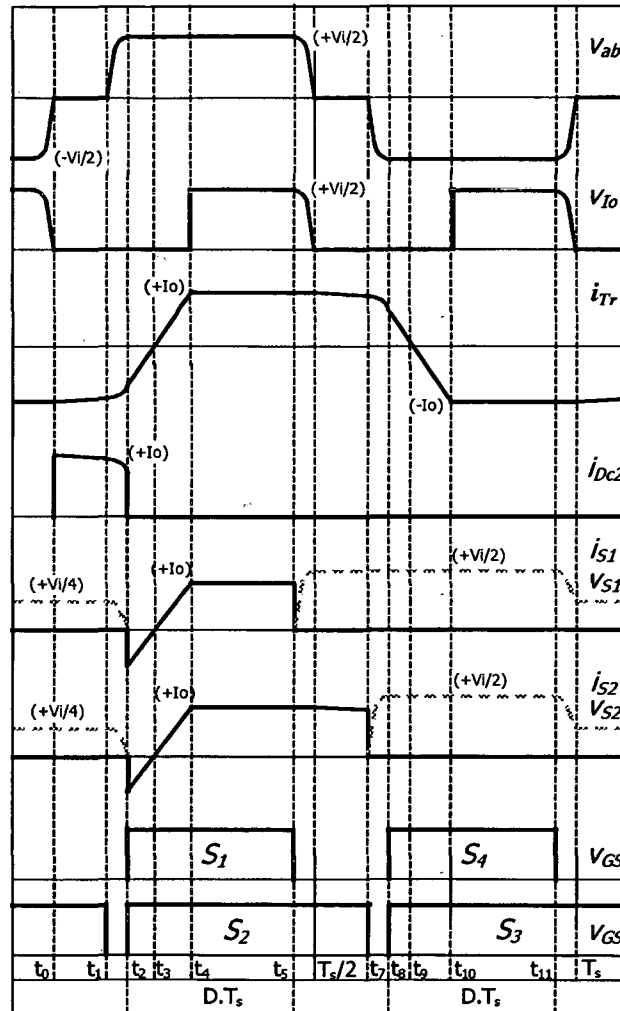 (+Vi/2) Vab
(-Vi/2)
(+Vi/2) VIo
(+Io) iTr
(-Io)
(+Io) iDc2
iS1
(+Vi/4) (+Io) (+Vi/2) VS1
iS2
(+Vi/4) (+Io) (+Vi/2) VS2
S1 S4 VGS
S2 S3 VGS
t0 t1 t2 t3 t4 t5 Ts/2 t7 t8 t9 t10 t11 Ts
D.Ts D.Ts